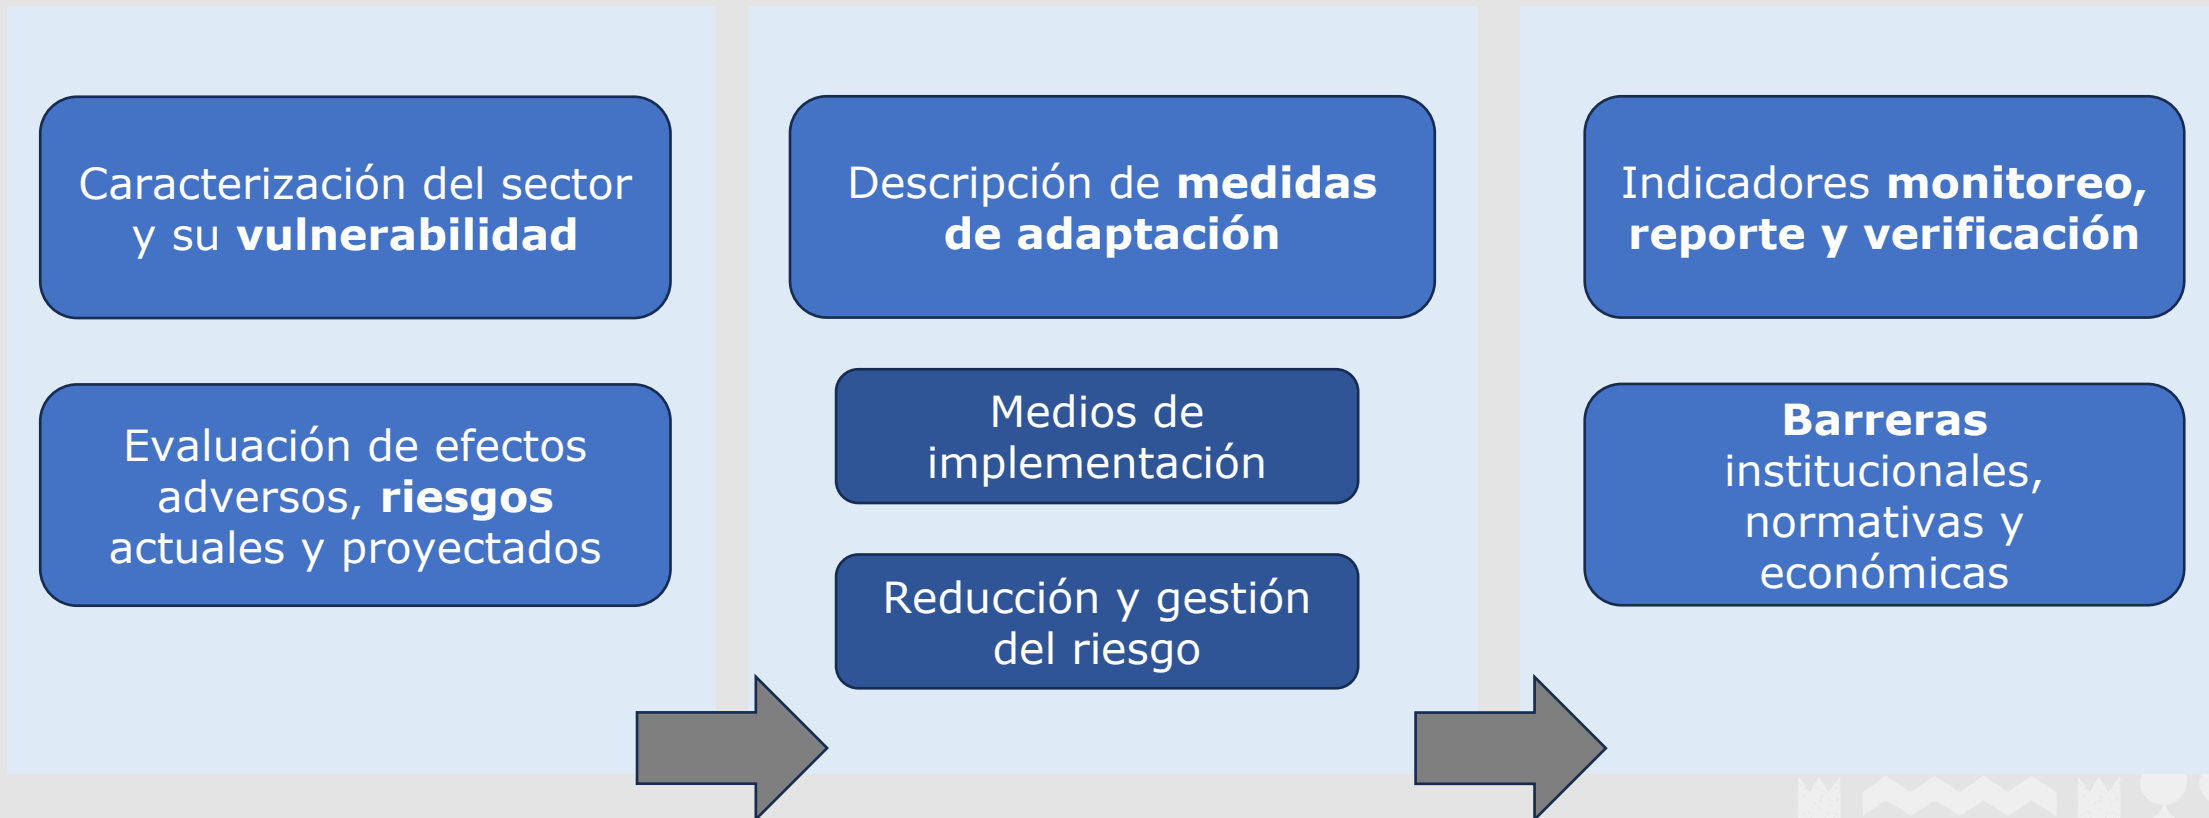 Caracterización del sector
y su vulnerabilidad
Evaluación de efectos
adversos, riesgos
actuales y proyectados
Descripción de medidas
de adaptación
Medios de
implementación
Reducción y gestión
del riesgo
Indicadores monitoreo,
reporte y verificación
Barreras
institucionales,
normativas y
económicas